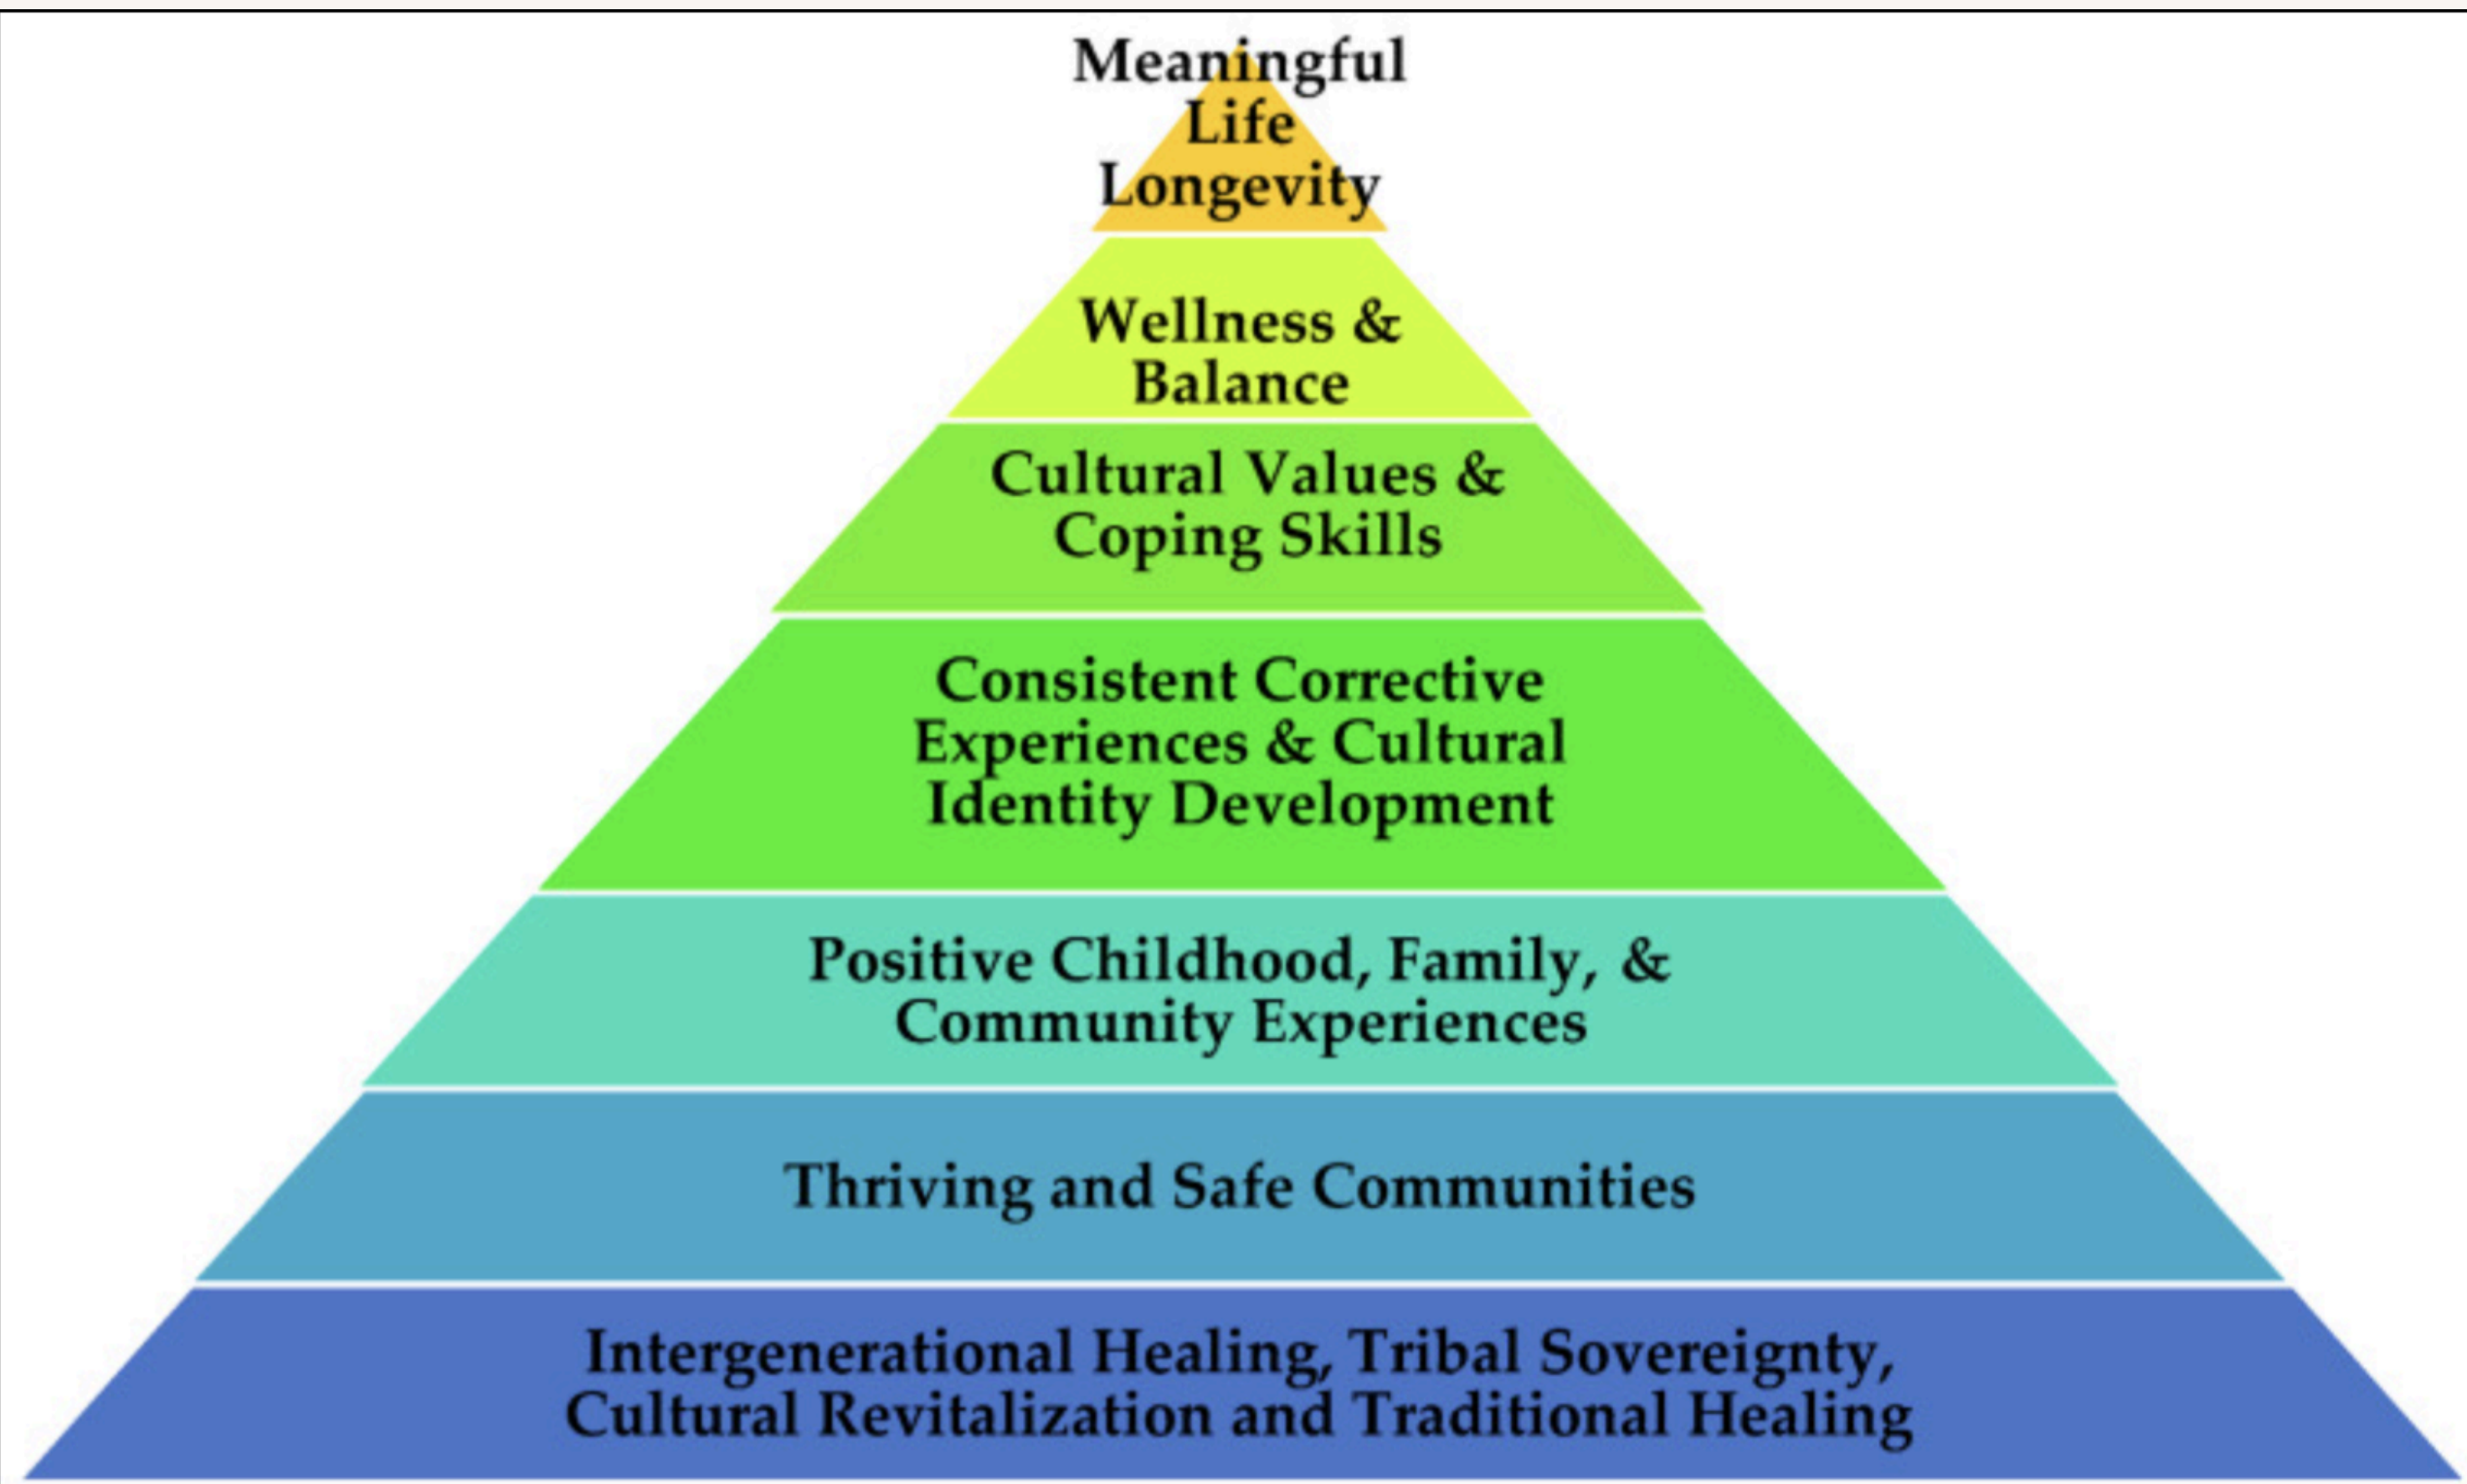 Meaningful
Life
Longevity
Wellness &
Balance
Cultural Values &
Coping Skills
Consistent Corrective
Experiences & Cultural
Identity Development
Positive Childhood, Family, &
Community Experiences
Thriving and Safe Communities
Intergenerational Healing, Tribal Sovereignty,
Cultural Revitalization and Traditional Healing